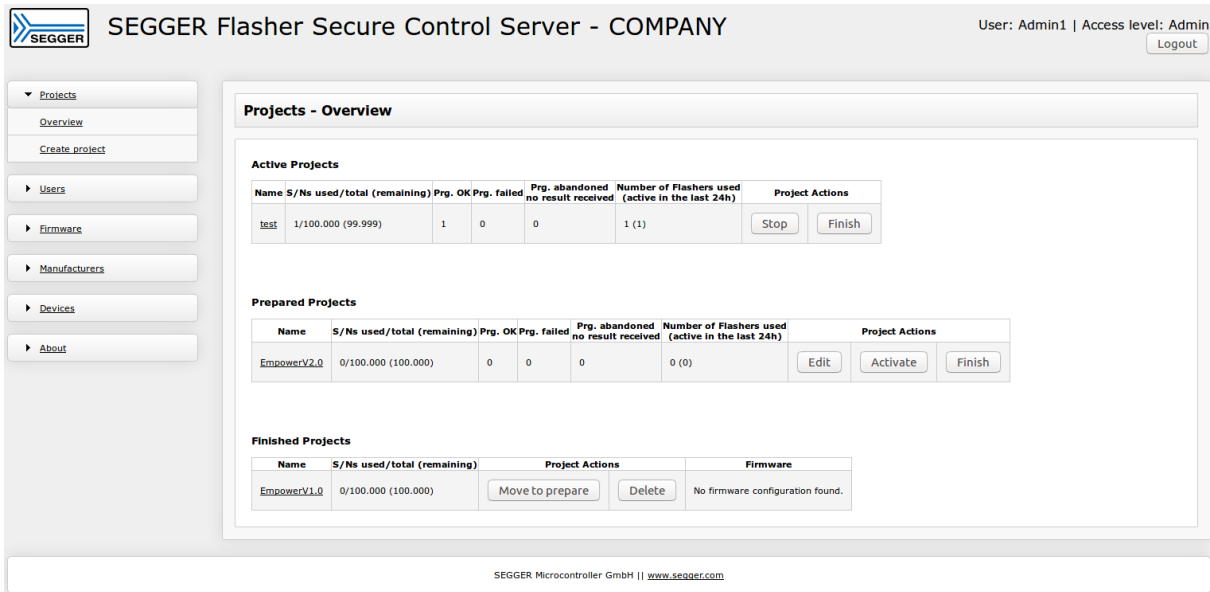 SEGGER
SEGGER Flasher Secure Control Server - COMPANY
User: Admin1 | Access level: Admin
Logout
Projects
Overview
Create project
Users
Firmware
Manufacturers
Devices
About
Projects - Overview
Active Projects
Name S/Ns used/total (remaining) Prg. OK Prg. failed Prg. abandoned no result received Number of Flashers used (active in the last 24h) Project Actions
test 1/100.000 (99.999) 1 0 0 1 (1) Stop Finish
Prepared Projects
Name S/Ns used/total (remaining) Prg. OK Prg. failed Prg. abandoned no result received Number of Flashers used (active in the last 24h) Project Actions
EmpowerV2.0 0/100.000 (100.000) 0 0 0 0 (0) Edit Activate Finish
Finished Projects
Name S/Ns used/total (remaining) Project Actions Firmware
EmpowerV1.0 0/100.000 (100.000) Move to prepare Delete No firmware configuration found.
SEGGER Microcontroller GmbH || www.segger.com